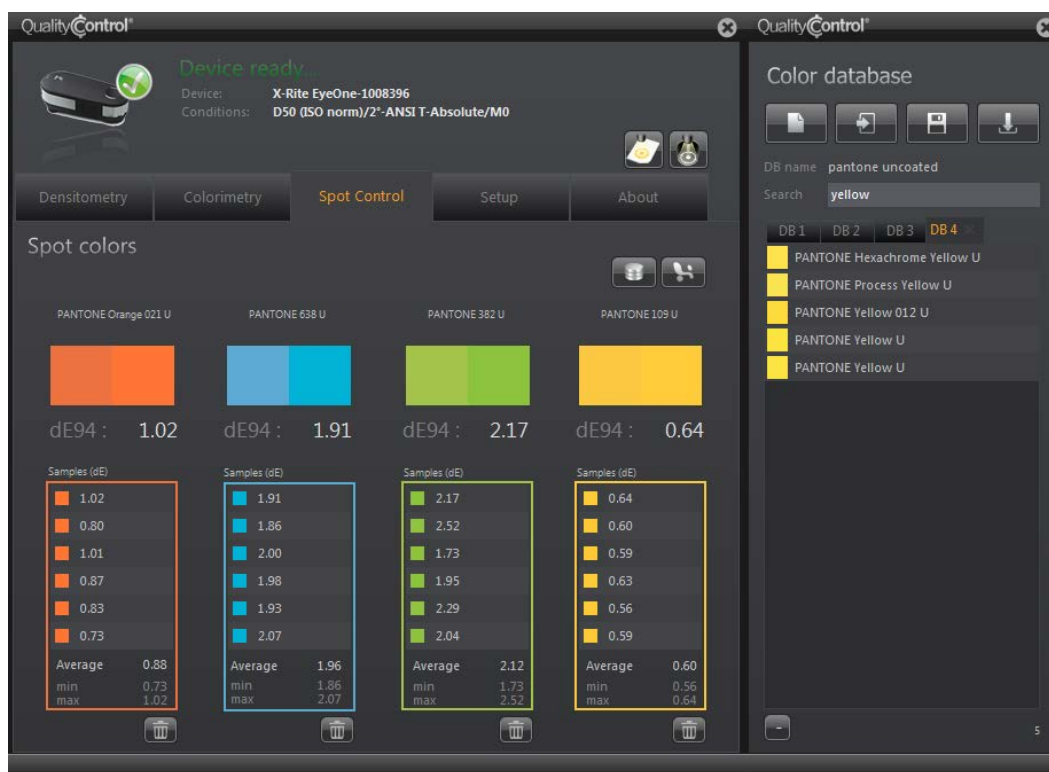 QualityControl
Device ready...
Device: X-Rite EyeOne-1008396
Conditions: D50 (ISO norm)/2°-ANSI T-Absolute/M0
Densitometry Colorimetry Spot Control Setup About
Spot colors
PANTONE Orange 021 U PANTONE 638 U PANTONE 382 U PANTONE 109 U
dE94 : 1.02 dE94 : 1.91 dE94 : 2.17 dE94 : 0.64
Samples (dE) Samples (dE) Samples (dE) Samples (dE)
1.02 1.91 2.17 0.64
0.80 1.86 2.52 0.60
1.01 2.00 1.73 0.59
0.87 1.98 1.95 0.63
0.83 1.93 2.29 0.56
0.73 2.07 2.04 0.59
Average 0.88 Average 1.96 Average 2.12 Average 0.60
min 0.73 min 1.86 min 1.73 min 0.56
max 1.02 max 2.07 max 2.52 max 0.64
QualityControl
Color database
DB name pantone uncoated
Search yellow
DB 1 DB 2 DB 3 DB 4
PANTONE Hexachrome Yellow U
PANTONE Process Yellow U
PANTONE Yellow 012 U
PANTONE Yellow U
PANTONE Yellow U
5